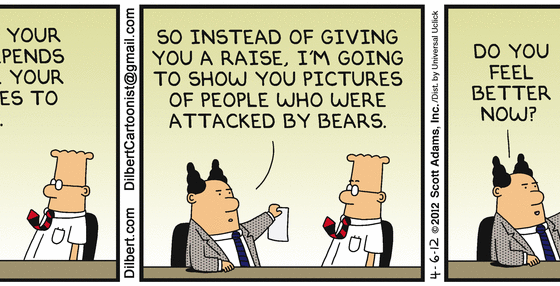 YOUR
YOUR
ES TO
.
DilbertCartoonist@gmail.com
Dilbert.com
SO INSTEAD OF GIVING
YOU A RAISE, I'M GOING
TO SHOW YOU PICTURES
OF PEOPLE WHO WERE
ATTACKED BY BEARS.
4-6-12 ©2012 Scott Adams, Inc. /Dist. by Universal Uclick
DO YOU
FEEL
BETTER
NOW?